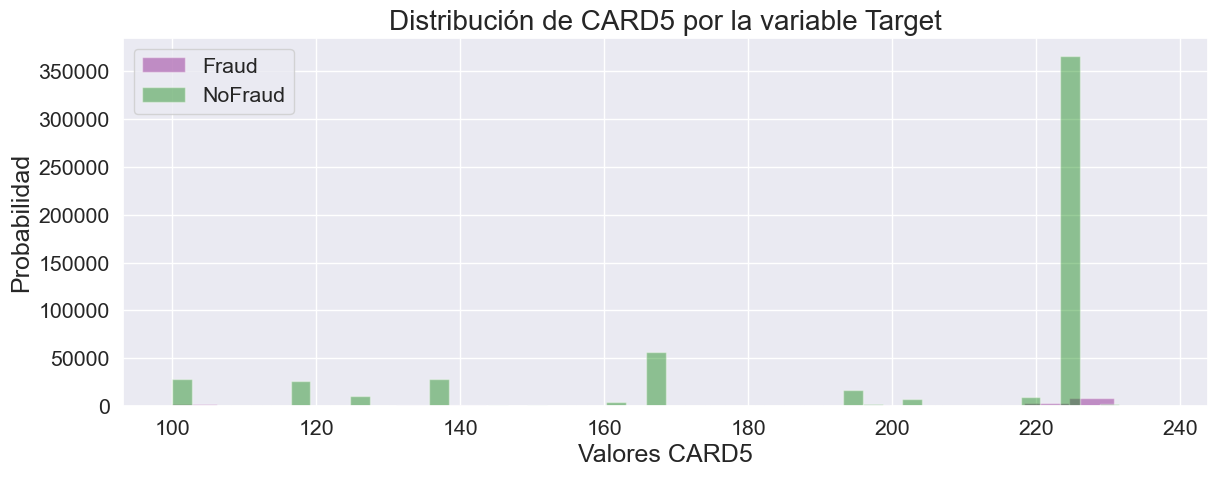 Distribución de CARD5 por la variable Target
Fraud
NoFraud
Probabilidad
350000
300000
250000
200000
150000
100000
50000
0
100 120 140 160 180 200 220 240
Valores CARD5